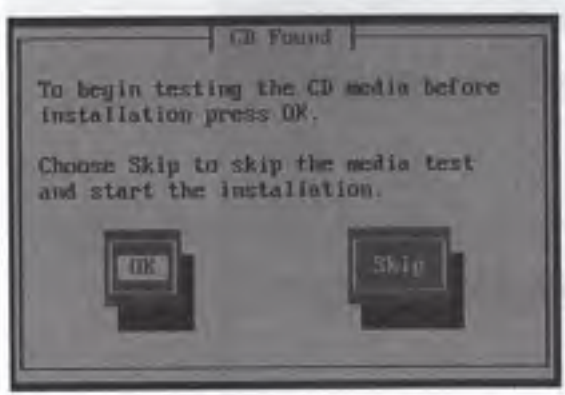 CD Found
To begin testing the CD media before
installation press OK.
Choose Skip to skip the media test
and start the installation.
OK
Skip